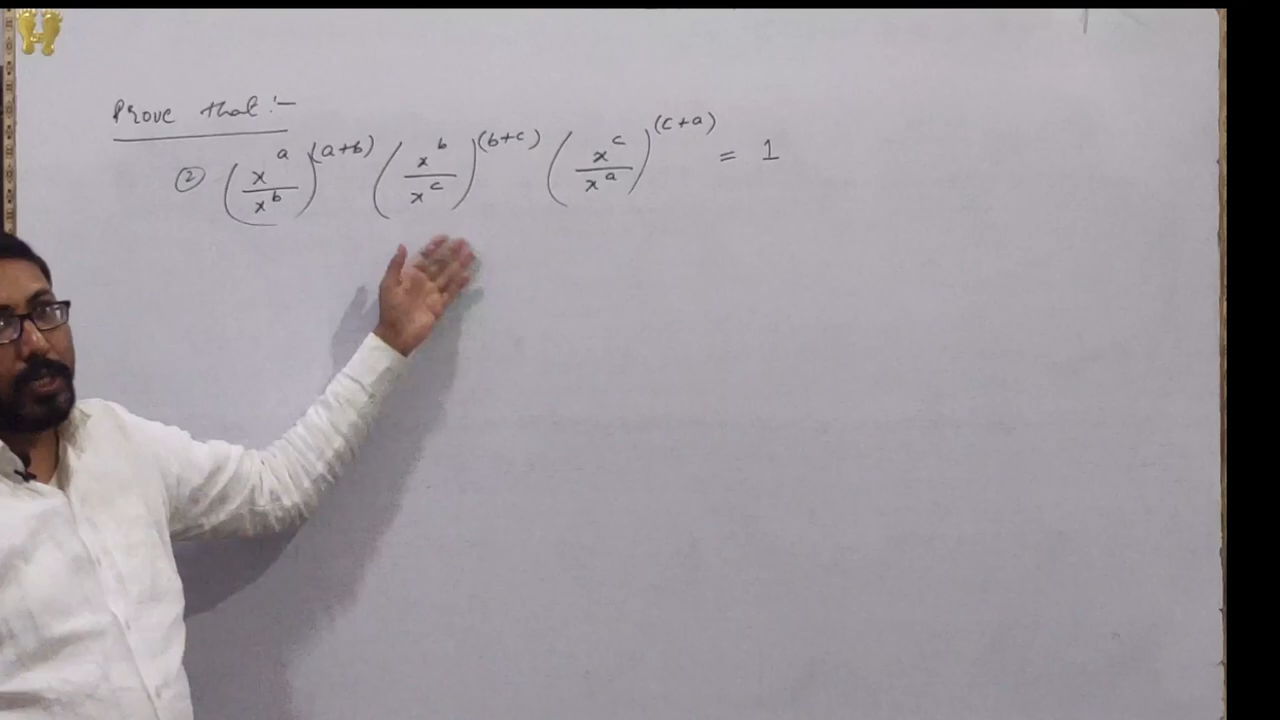 Prove that :-
② (x^a/x^b)^(a+b) (x^b/x^c)^(b+c) (x^c/x^a)^(c+a) = 1